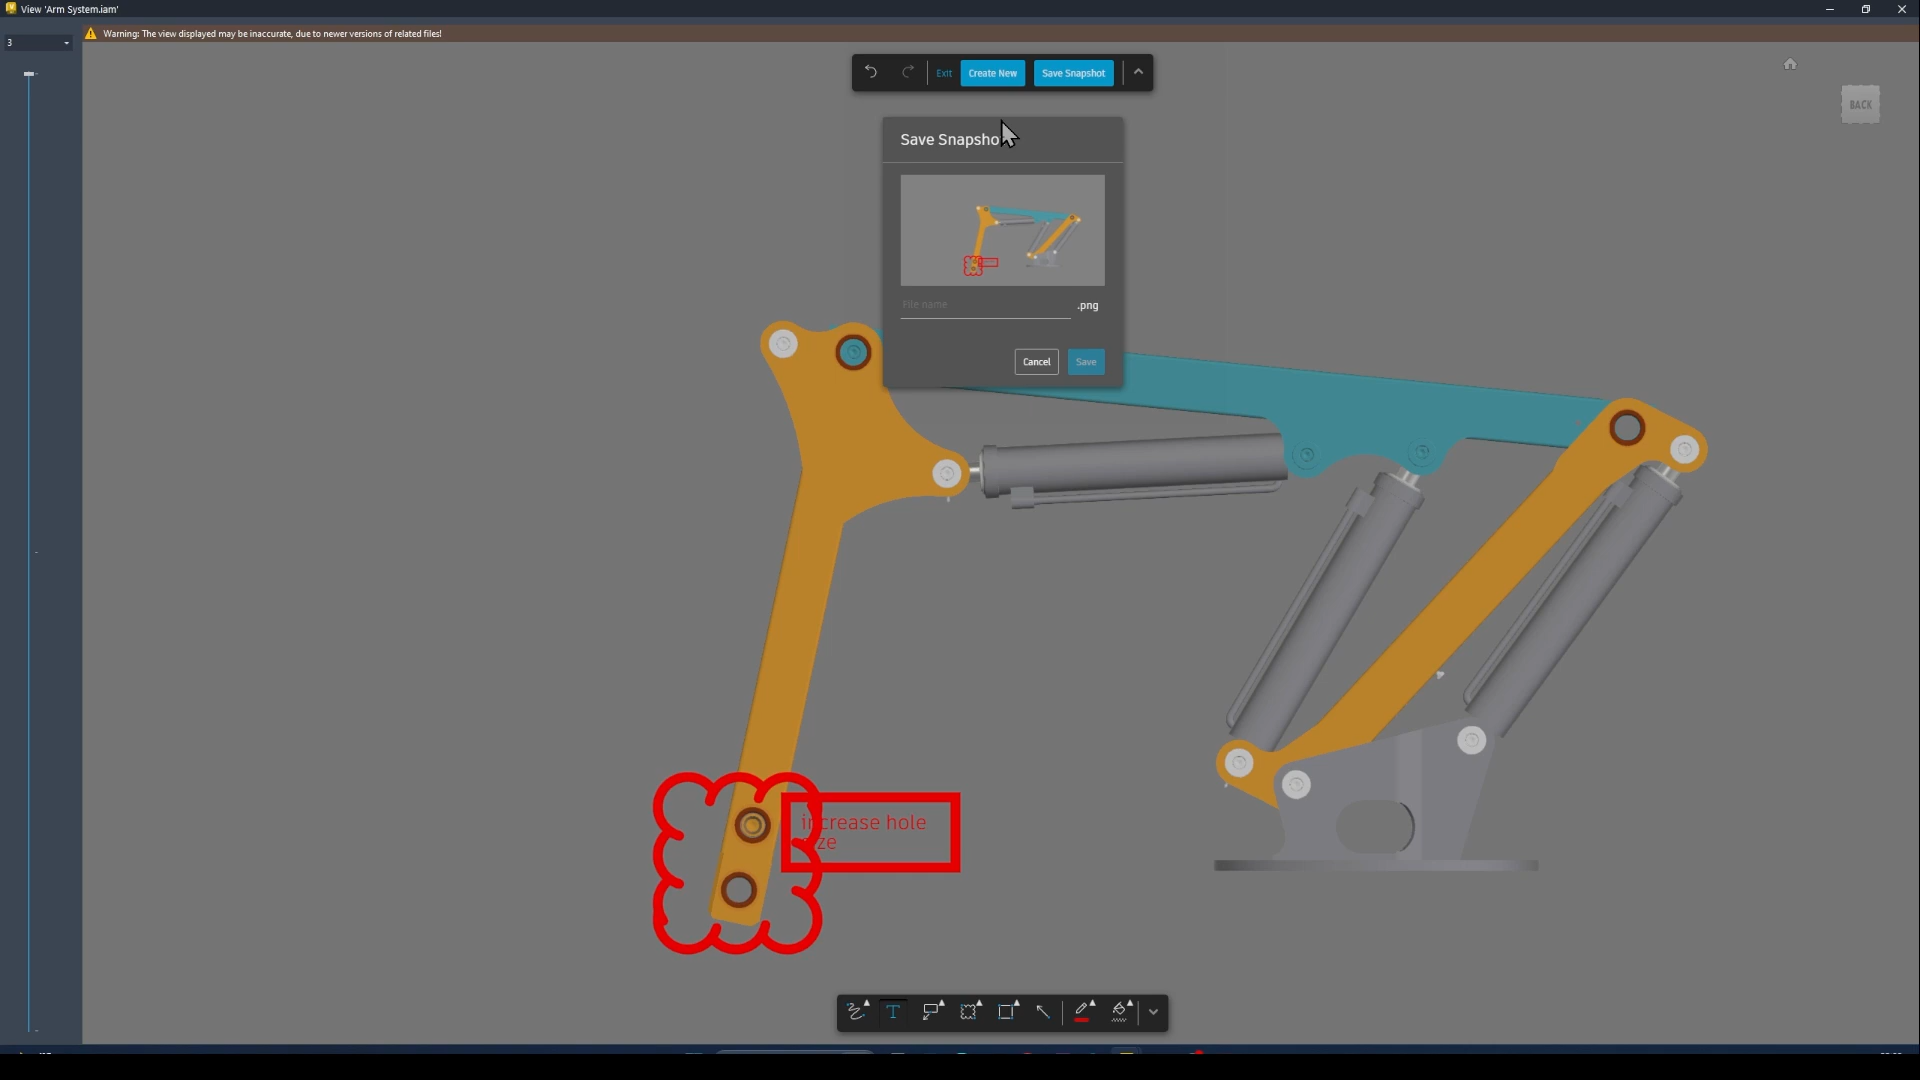 View 'Arm System.iam'
3
Warning: The view displayed may be inaccurate, due to newer versions of related files!
Exit
Create New
Save Snapshot
BACK
Save Snapsho
File name
.png
Cancel
Save
increase hole
ze
T